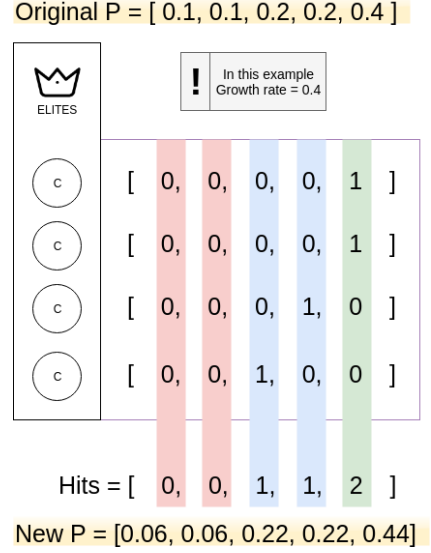 Original P = [ 0.1, 0.1, 0.2, 0.2, 0.4 ]
!
In this example
Growth rate = 0.4
ELITES
C [ 0, 0, 0, 0, 1 ]
C [ 0, 0, 0, 0, 1 ]
C [ 0, 0, 0, 1, 0 ]
C [ 0, 0, 1, 0, 0 ]
Hits = [ 0, 0, 1, 1, 2 ]
New P = [0.06, 0.06, 0.22, 0.22, 0.44]